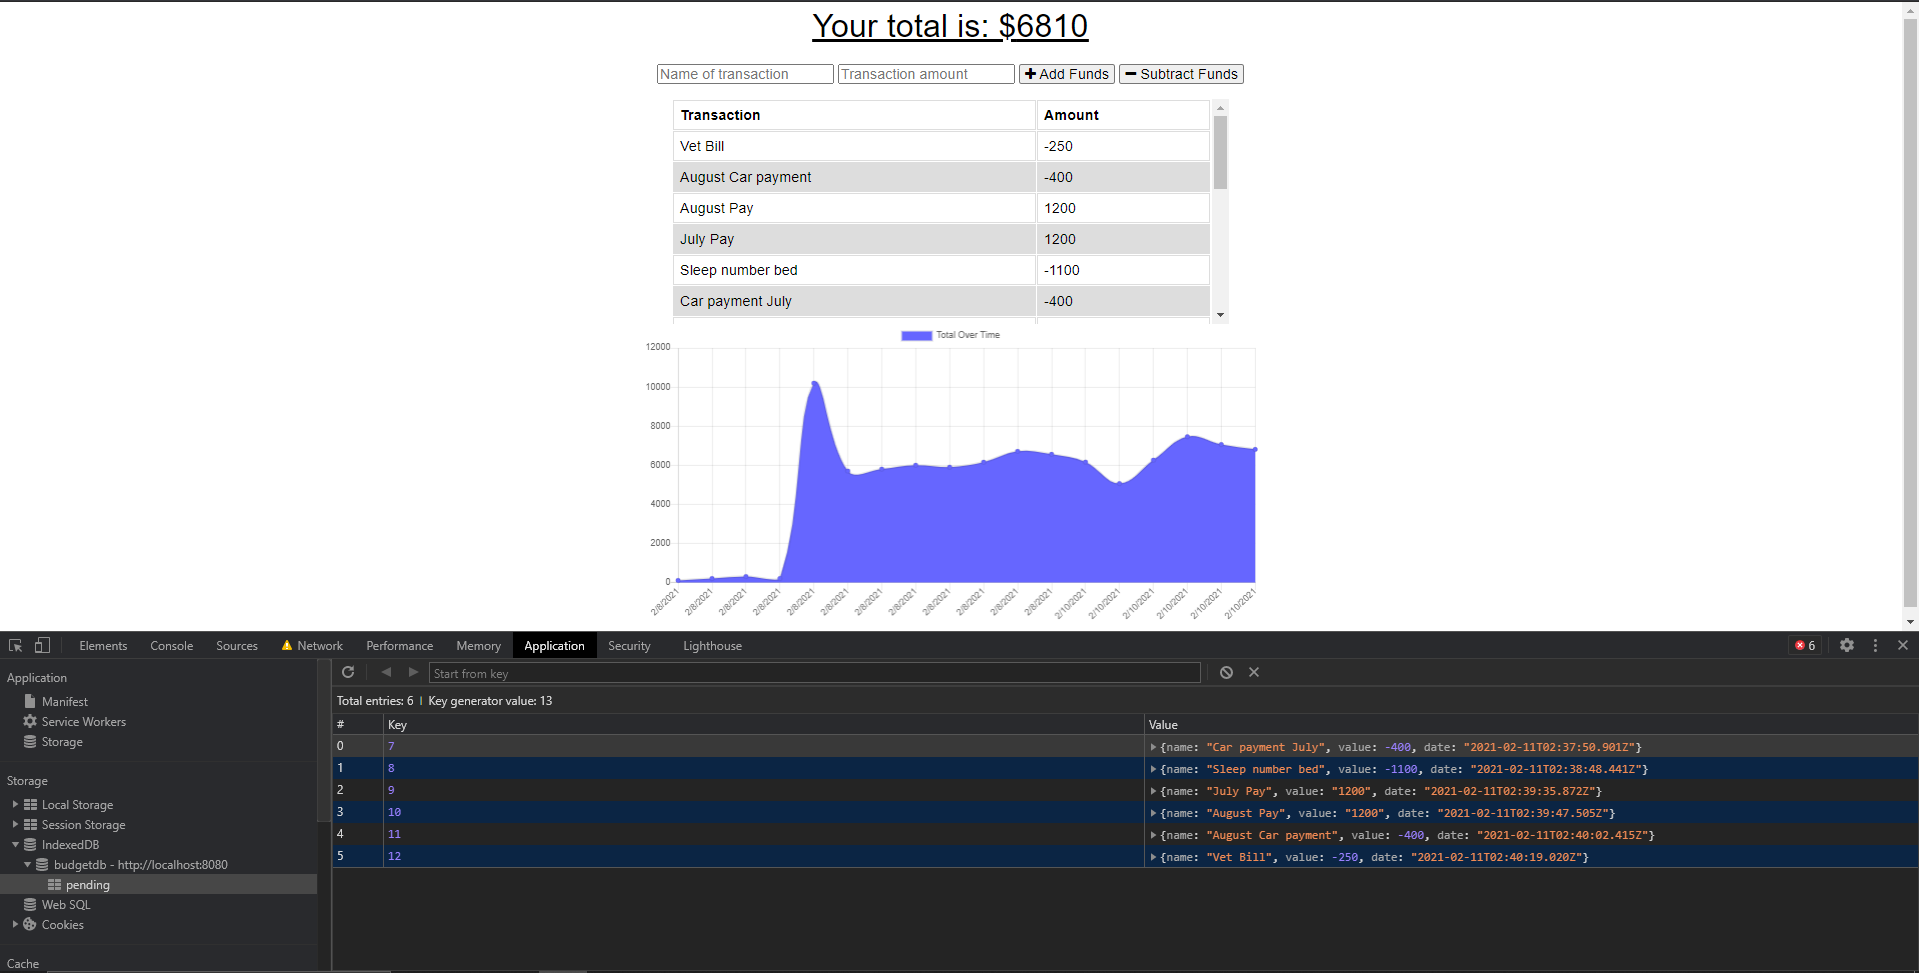 Your total is: $6810
Name of transaction Transaction amount Add Funds Subtract Funds
Transaction Amount
Vet Bill -250
August Car payment -400
August Pay 1200
July Pay 1200
Sleep number bed -1100
Car payment July -400
Total Over Time
12000
10000
8000
6000
4000
2000
0
2/8/2021 2/8/2021 2/8/2021 2/8/2021 2/8/2021 2/8/2021 2/8/2021 2/8/2021 2/8/2021 2/8/2021 2/8/2021 2/8/2021 2/10/2021 2/10/2021 2/10/2021 2/10/2021 2/10/2021 2/10/2021
Elements Console Sources Network Performance Memory Application Security Lighthouse 6
Application
Manifest
Service Workers
Storage
Storage
Local Storage
Session Storage
IndexedDB
budgetdb - http://localhost:8080
pending
Web SQL
Cookies
Cache
Start from key
Total entries: 6 | Key generator value: 13
# Key Value
0 7 {name: "Car payment July", value: -400, date: "2021-02-11T02:37:50.901Z"}
1 8 {name: "Sleep number bed", value: -1100, date: "2021-02-11T02:38:48.441Z"}
2 9 {name: "July Pay", value: "1200", date: "2021-02-11T02:39:35.872Z"}
3 10 {name: "August Pay", value: "1200", date: "2021-02-11T02:39:47.505Z"}
4 11 {name: "August Car payment", value: -400, date: "2021-02-11T02:40:02.415Z"}
5 12 {name: "Vet Bill", value: -250, date: "2021-02-11T02:40:19.020Z"}